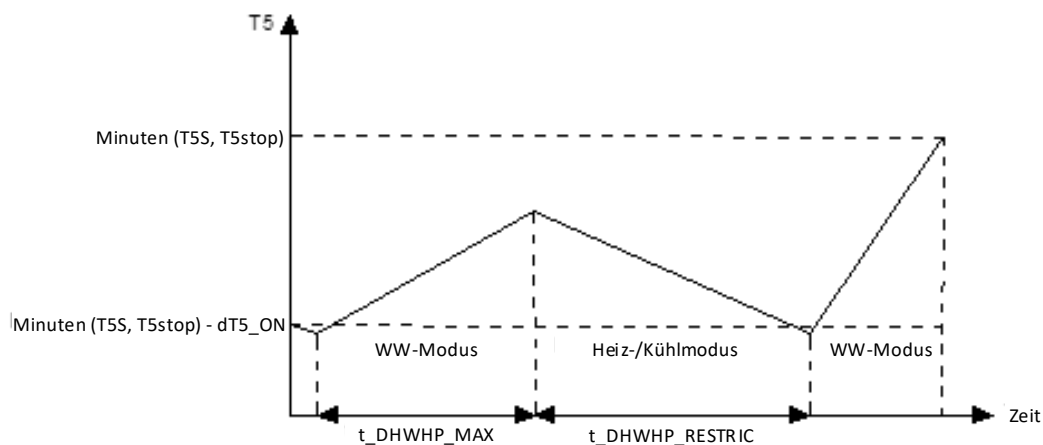 T5
Minuten (T5S, T5stop)
Minuten (T5S, T5stop) - dT5_ON
WW-Modus
Heiz-/Kühlmodus
WW-Modus
Zeit
t_DHWHP_MAX
t_DHWHP_RESTRIC